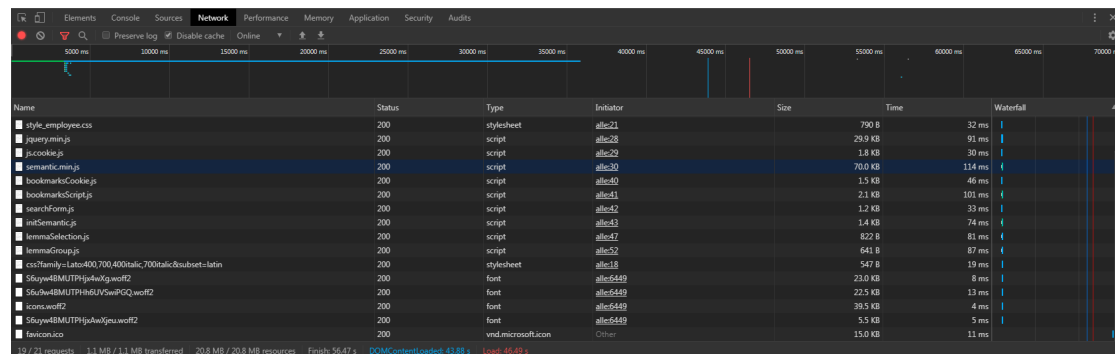 Elements Console Sources Network Performance Memory Application Security Audits
Preserve log Disable cache Online
5000 ms 10000 ms 15000 ms 20000 ms 25000 ms 30000 ms 35000 ms 40000 ms 45000 ms 50000 ms 55000 ms 60000 ms 65000 ms 70000
Name Status Type Initiator Size Time Waterfall
style_employee.css 200 stylesheet alle:21 790 B 32 ms
jquery.min.js 200 script alle:28 29.9 KB 91 ms
js.cookie.js 200 script alle:29 1.8 KB 30 ms
semantic.min.js 200 script alle:30 70.0 KB 114 ms
bookmarksCookie.js 200 script alle:40 1.5 KB 46 ms
bookmarksScript.js 200 script alle:41 2.1 KB 101 ms
searchForm.js 200 script alle:42 1.2 KB 33 ms
initSemantic.js 200 script alle:43 1.4 KB 74 ms
lemmaSelection.js 200 script alle:47 822 B 81 ms
lemmaGroup.js 200 script alle:52 641 B 87 ms
css?family=Lato:400,700,400italic,700italic&subset=latin 200 stylesheet alle:18 547 B 19 ms
S6uyw4BMUTPHjx4wXg.woff2 200 font alle:6449 23.0 KB 8 ms
S6u9w4BMUTPHh6UVSwiPGQ.woff2 200 font alle:6449 22.5 KB 13 ms
icons.woff2 200 font alle:6449 39.5 KB 4 ms
S6uyw4BMUTPHjxAwXjeu.woff2 200 font alle:6449 5.5 KB 5 ms
favicon.ico 200 vnd.microsoft.icon Other 15.0 KB 11 ms
19 / 21 requests 1.1 MB / 1.1 MB transferred 20.8 MB / 20.8 MB resources Finish: 56.47 s DOMContentLoaded: 43.88 s Load: 46.49 s